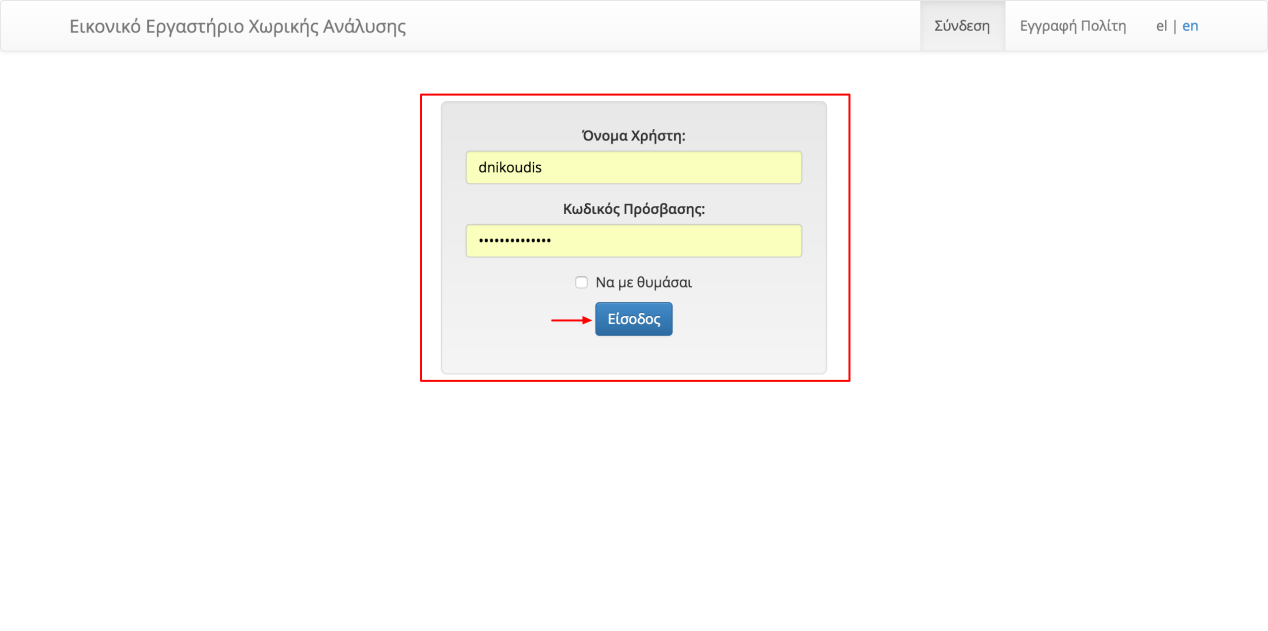 Εικονικό Εργαστήριο Χωρικής Ανάλυσης
Σύνδεση
Εγγραφή Πολίτη
el | en
Όνομα Χρήστη:
dnikoudis
Κωδικός Πρόσβασης:
••••••••••••••
Να με θυμάσαι
Είσοδος